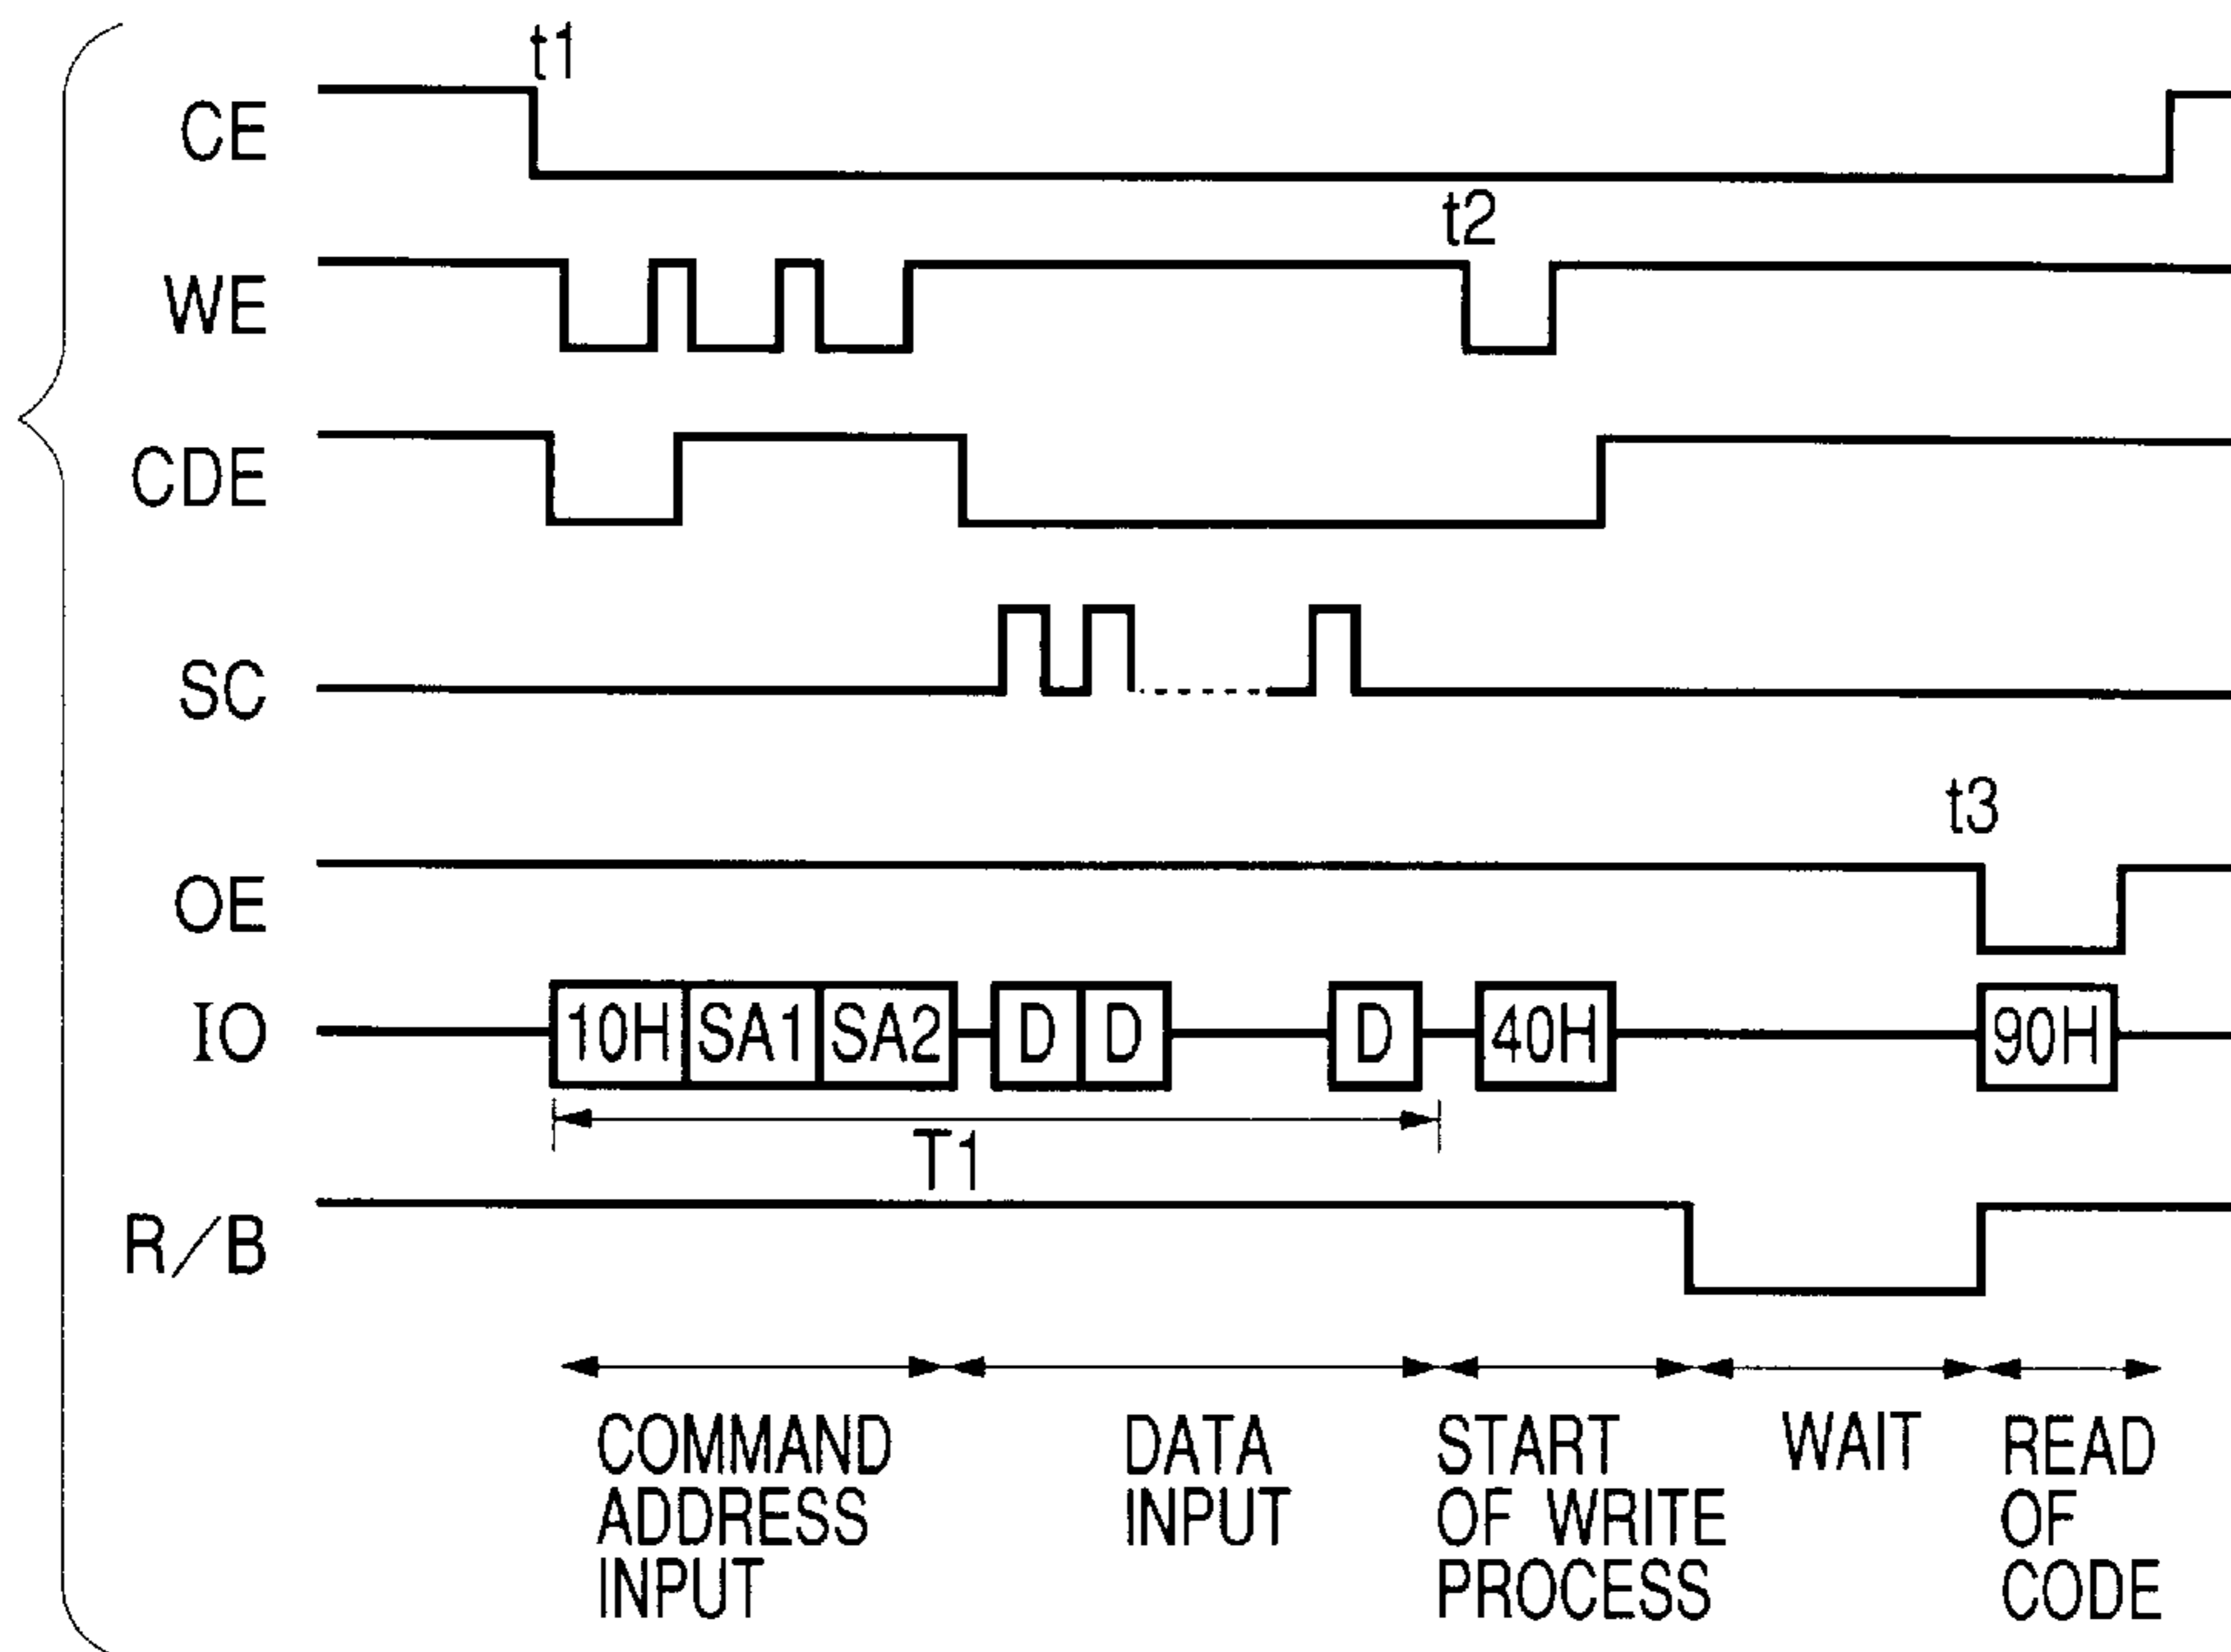 t1
CE
t2
WE
CDE
SC
t3
OE
IO 10H SA1 SA2 D D D 40H 90H
T1
R/B
COMMAND ADDRESS INPUT
DATA INPUT
START OF WRITE PROCESS
WAIT
READ OF CODE